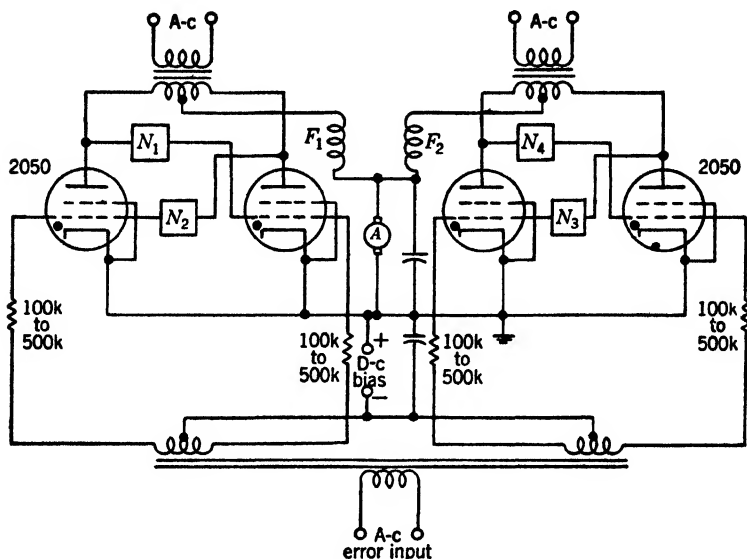 A-c
A-c
F₁
F₂
N₁
N₄
2050
2050
N₂
N₃
A
100k
to
500k
100k
to
500k
+
D-c
bias
−
100k
to
500k
100k
to
500k
A-c
error input